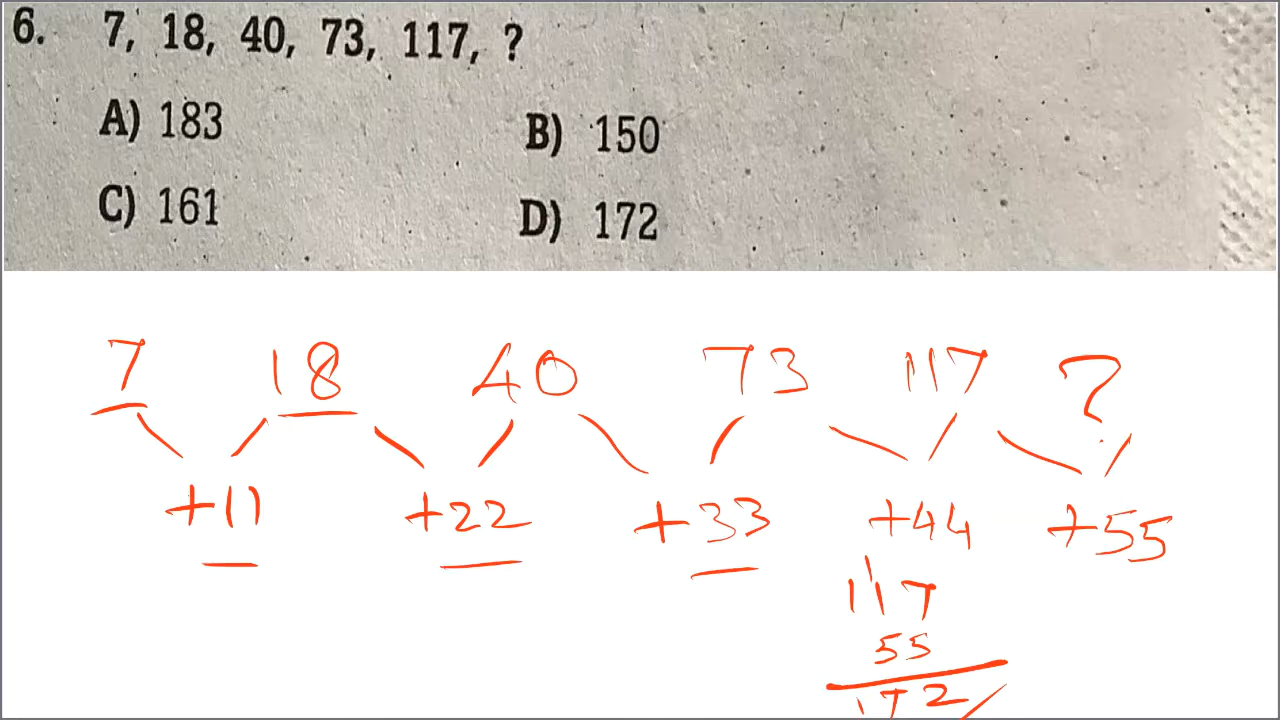 6. 7, 18, 40, 73, 117, ?
A) 183 B) 150
C) 161 D) 172
7 18 40 73 117 ?
+11 +22 +33 +44 +55
1
117
55
172